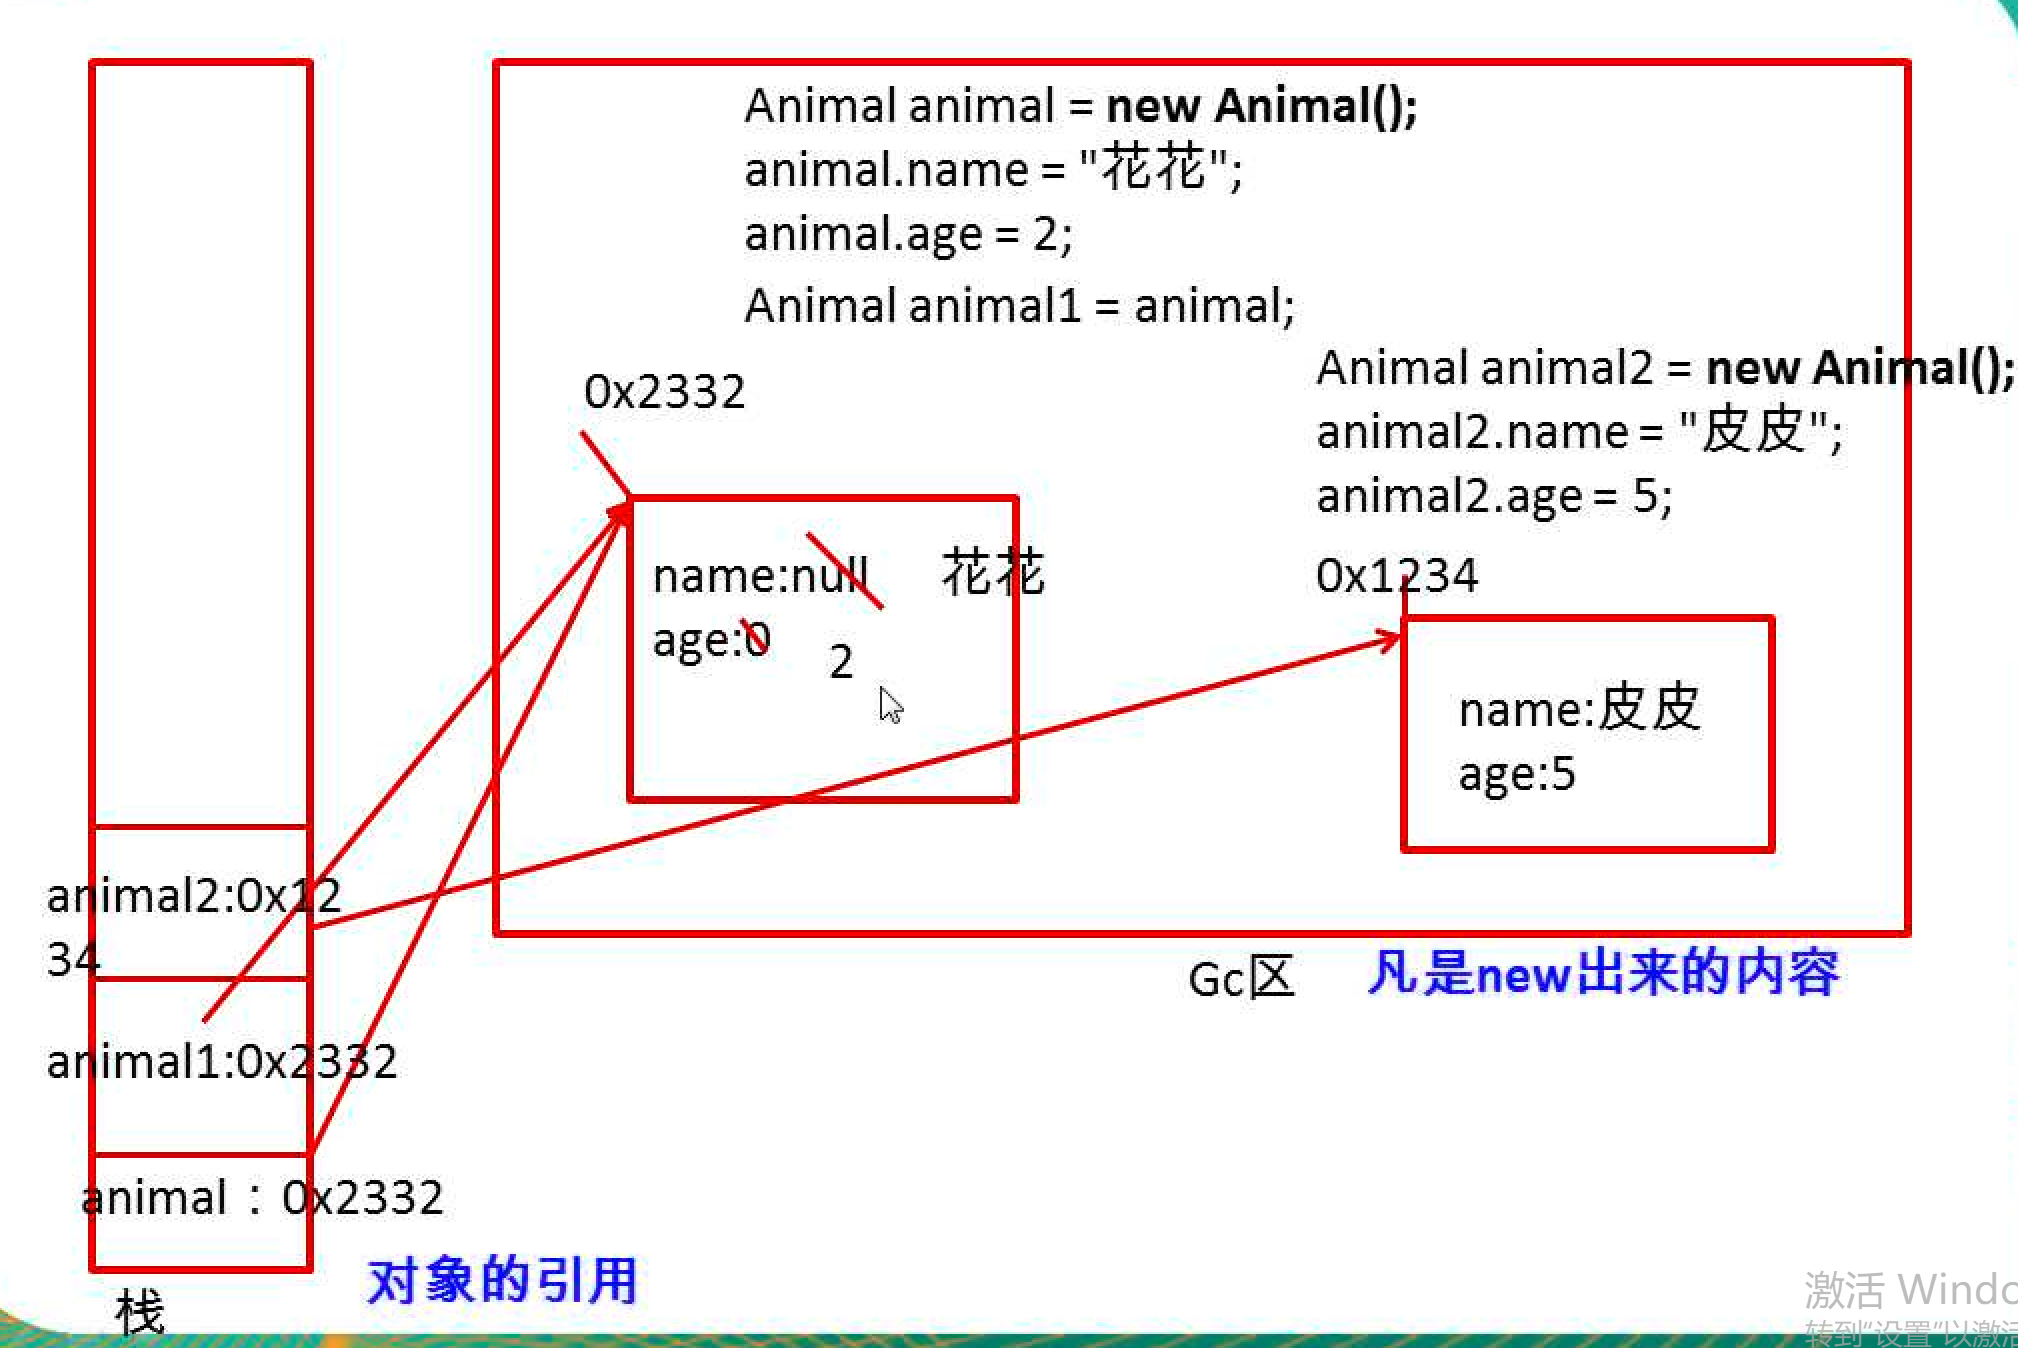 Animal animal = new Animal();
animal.name = "花花";
animal.age = 2;
Animal animal1 = animal;
Animal animal2 = new Animal();
animal2.name = "皮皮";
animal2.age = 5;
0x2332
name:null 花花
age:0 2
0x1234
name:皮皮
age:5
animal2:0x12
34
animal1:0x2332
animal：0x2332
Gc区 凡是new出来的内容
对象的引用
栈
激活 Windo
转到"设置"以激活